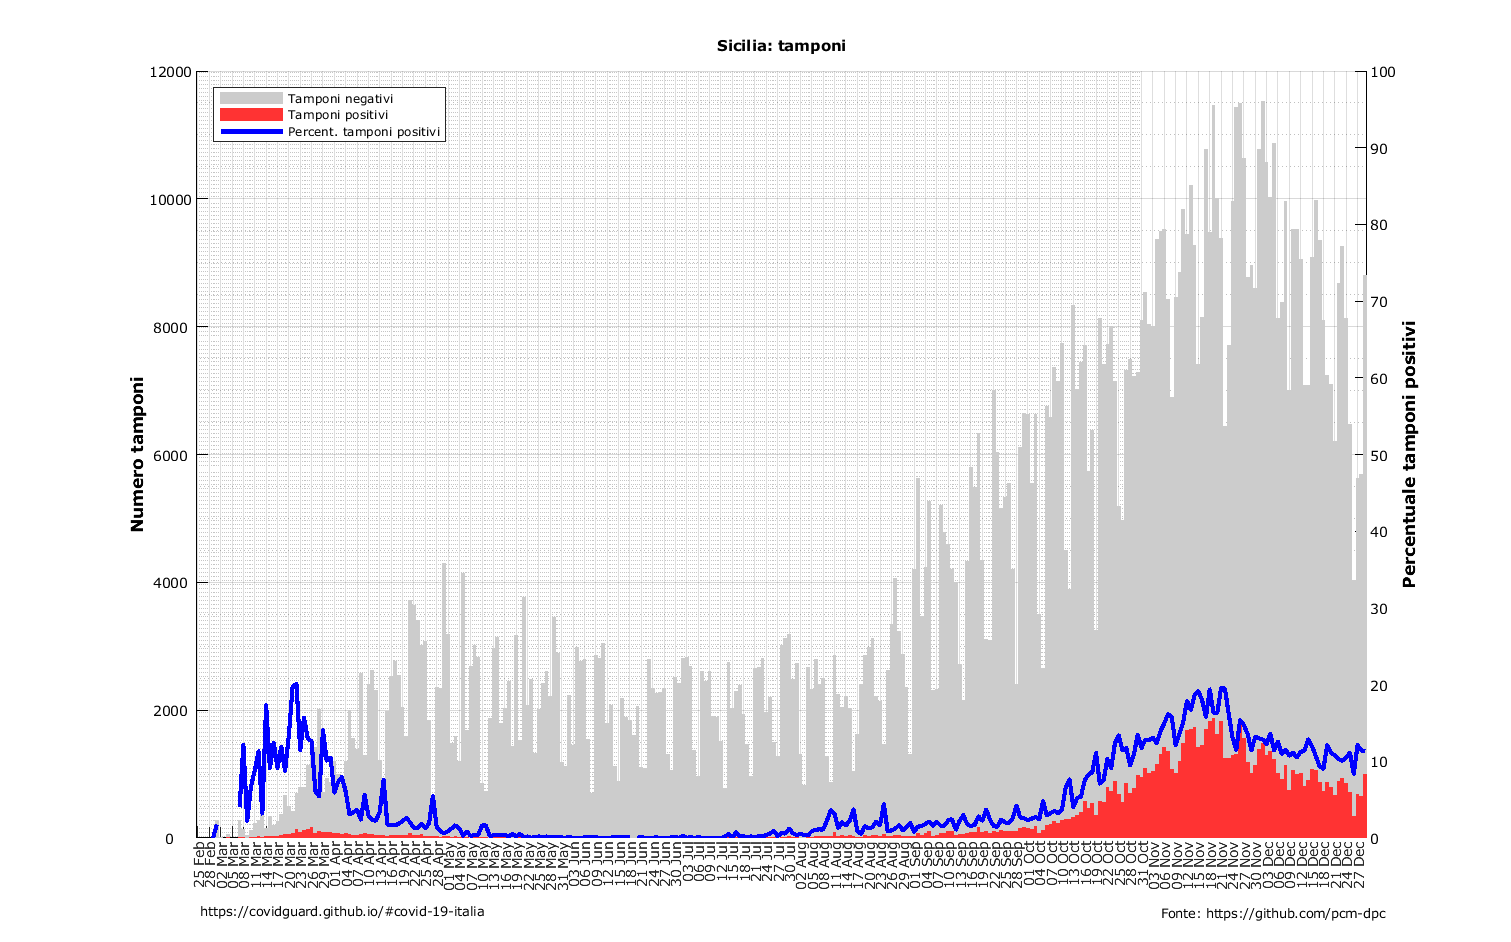 Sicilia: tamponi
Tamponi negativi
Tamponi positivi
Percent. tamponi positivi
Numero tamponi
12000
10000
8000
6000
4000
2000
0
Percentuale tamponi positivi
100
90
80
70
60
50
40
30
20
10
0
25 Feb
28 Feb
02 Mar
05 Mar
08 Mar
11 Mar
14 Mar
17 Mar
20 Mar
23 Mar
26 Mar
29 Mar
01 Apr
04 Apr
07 Apr
10 Apr
13 Apr
16 Apr
19 Apr
22 Apr
25 Apr
28 Apr
01 May
04 May
07 May
10 May
13 May
16 May
19 May
22 May
25 May
28 May
31 May
03 Jun
06 Jun
09 Jun
12 Jun
15 Jun
18 Jun
21 Jun
24 Jun
27 Jun
30 Jun
03 Jul
06 Jul
09 Jul
12 Jul
15 Jul
18 Jul
21 Jul
24 Jul
27 Jul
30 Jul
02 Aug
05 Aug
08 Aug
11 Aug
14 Aug
17 Aug
20 Aug
23 Aug
26 Aug
29 Aug
01 Sep
04 Sep
07 Sep
10 Sep
13 Sep
16 Sep
19 Sep
22 Sep
25 Sep
28 Sep
01 Oct
04 Oct
07 Oct
10 Oct
13 Oct
16 Oct
19 Oct
22 Oct
25 Oct
28 Oct
31 Oct
03 Nov
06 Nov
09 Nov
12 Nov
15 Nov
18 Nov
21 Nov
24 Nov
27 Nov
30 Nov
03 Dec
06 Dec
09 Dec
12 Dec
15 Dec
18 Dec
21 Dec
24 Dec
27 Dec
https://covidguard.github.io/#covid-19-italia
Fonte: https://github.com/pcm-dpc